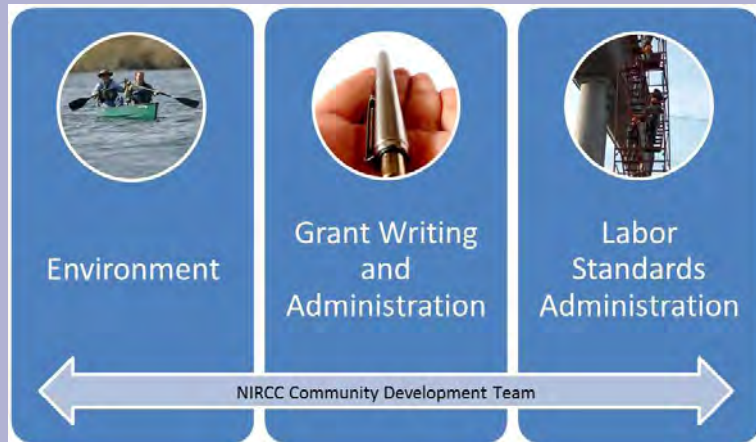 Environment
Grant Writing
and
Administration
Labor
Standards
Administration
NIRCC Community Development Team